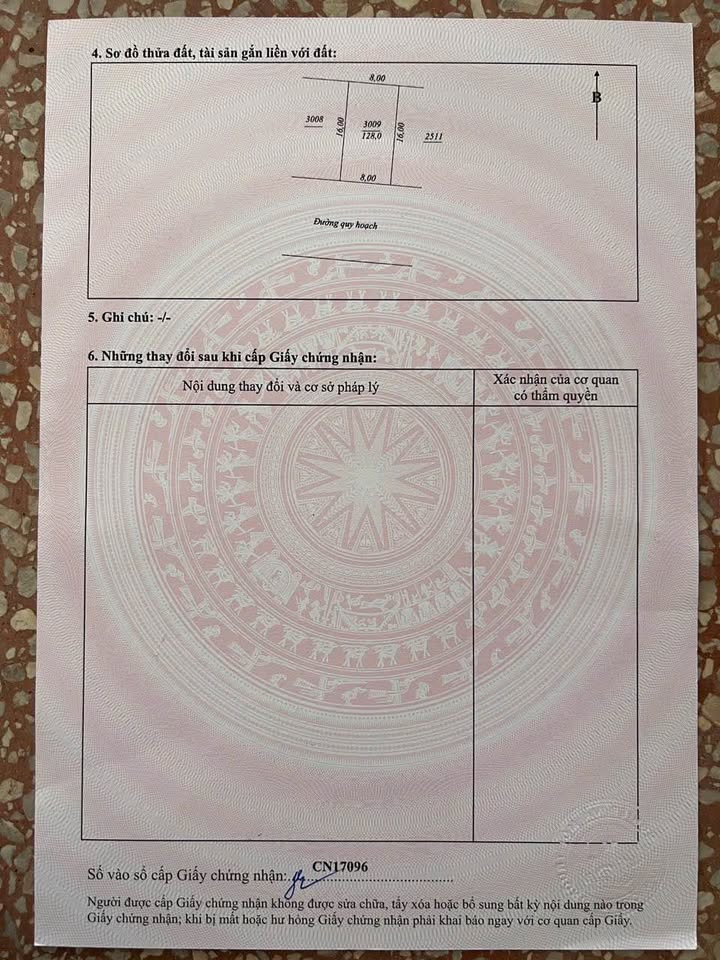 4. Sơ đồ thửa đất, tài sản gắn liền với đất:
8,00
B
3008
16,00
3009
128,0
16,00
2511
8,00
Đường quy hoạch
5. Ghi chú: -/-
6. Những thay đổi sau khi cấp Giấy chứng nhận:
Nội dung thay đổi và cơ sở pháp lý
Xác nhận của cơ quan
có thẩm quyền
Số vào sổ cấp Giấy chứng nhận: CN17096
Người được cấp Giấy chứng nhận không được sửa chữa, tẩy xóa hoặc bổ sung bất kỳ nội dung nào trong
Giấy chứng nhận; khi bị mất hoặc hư hỏng Giấy chứng nhận phải khai báo ngay với cơ quan cấp Giấy.